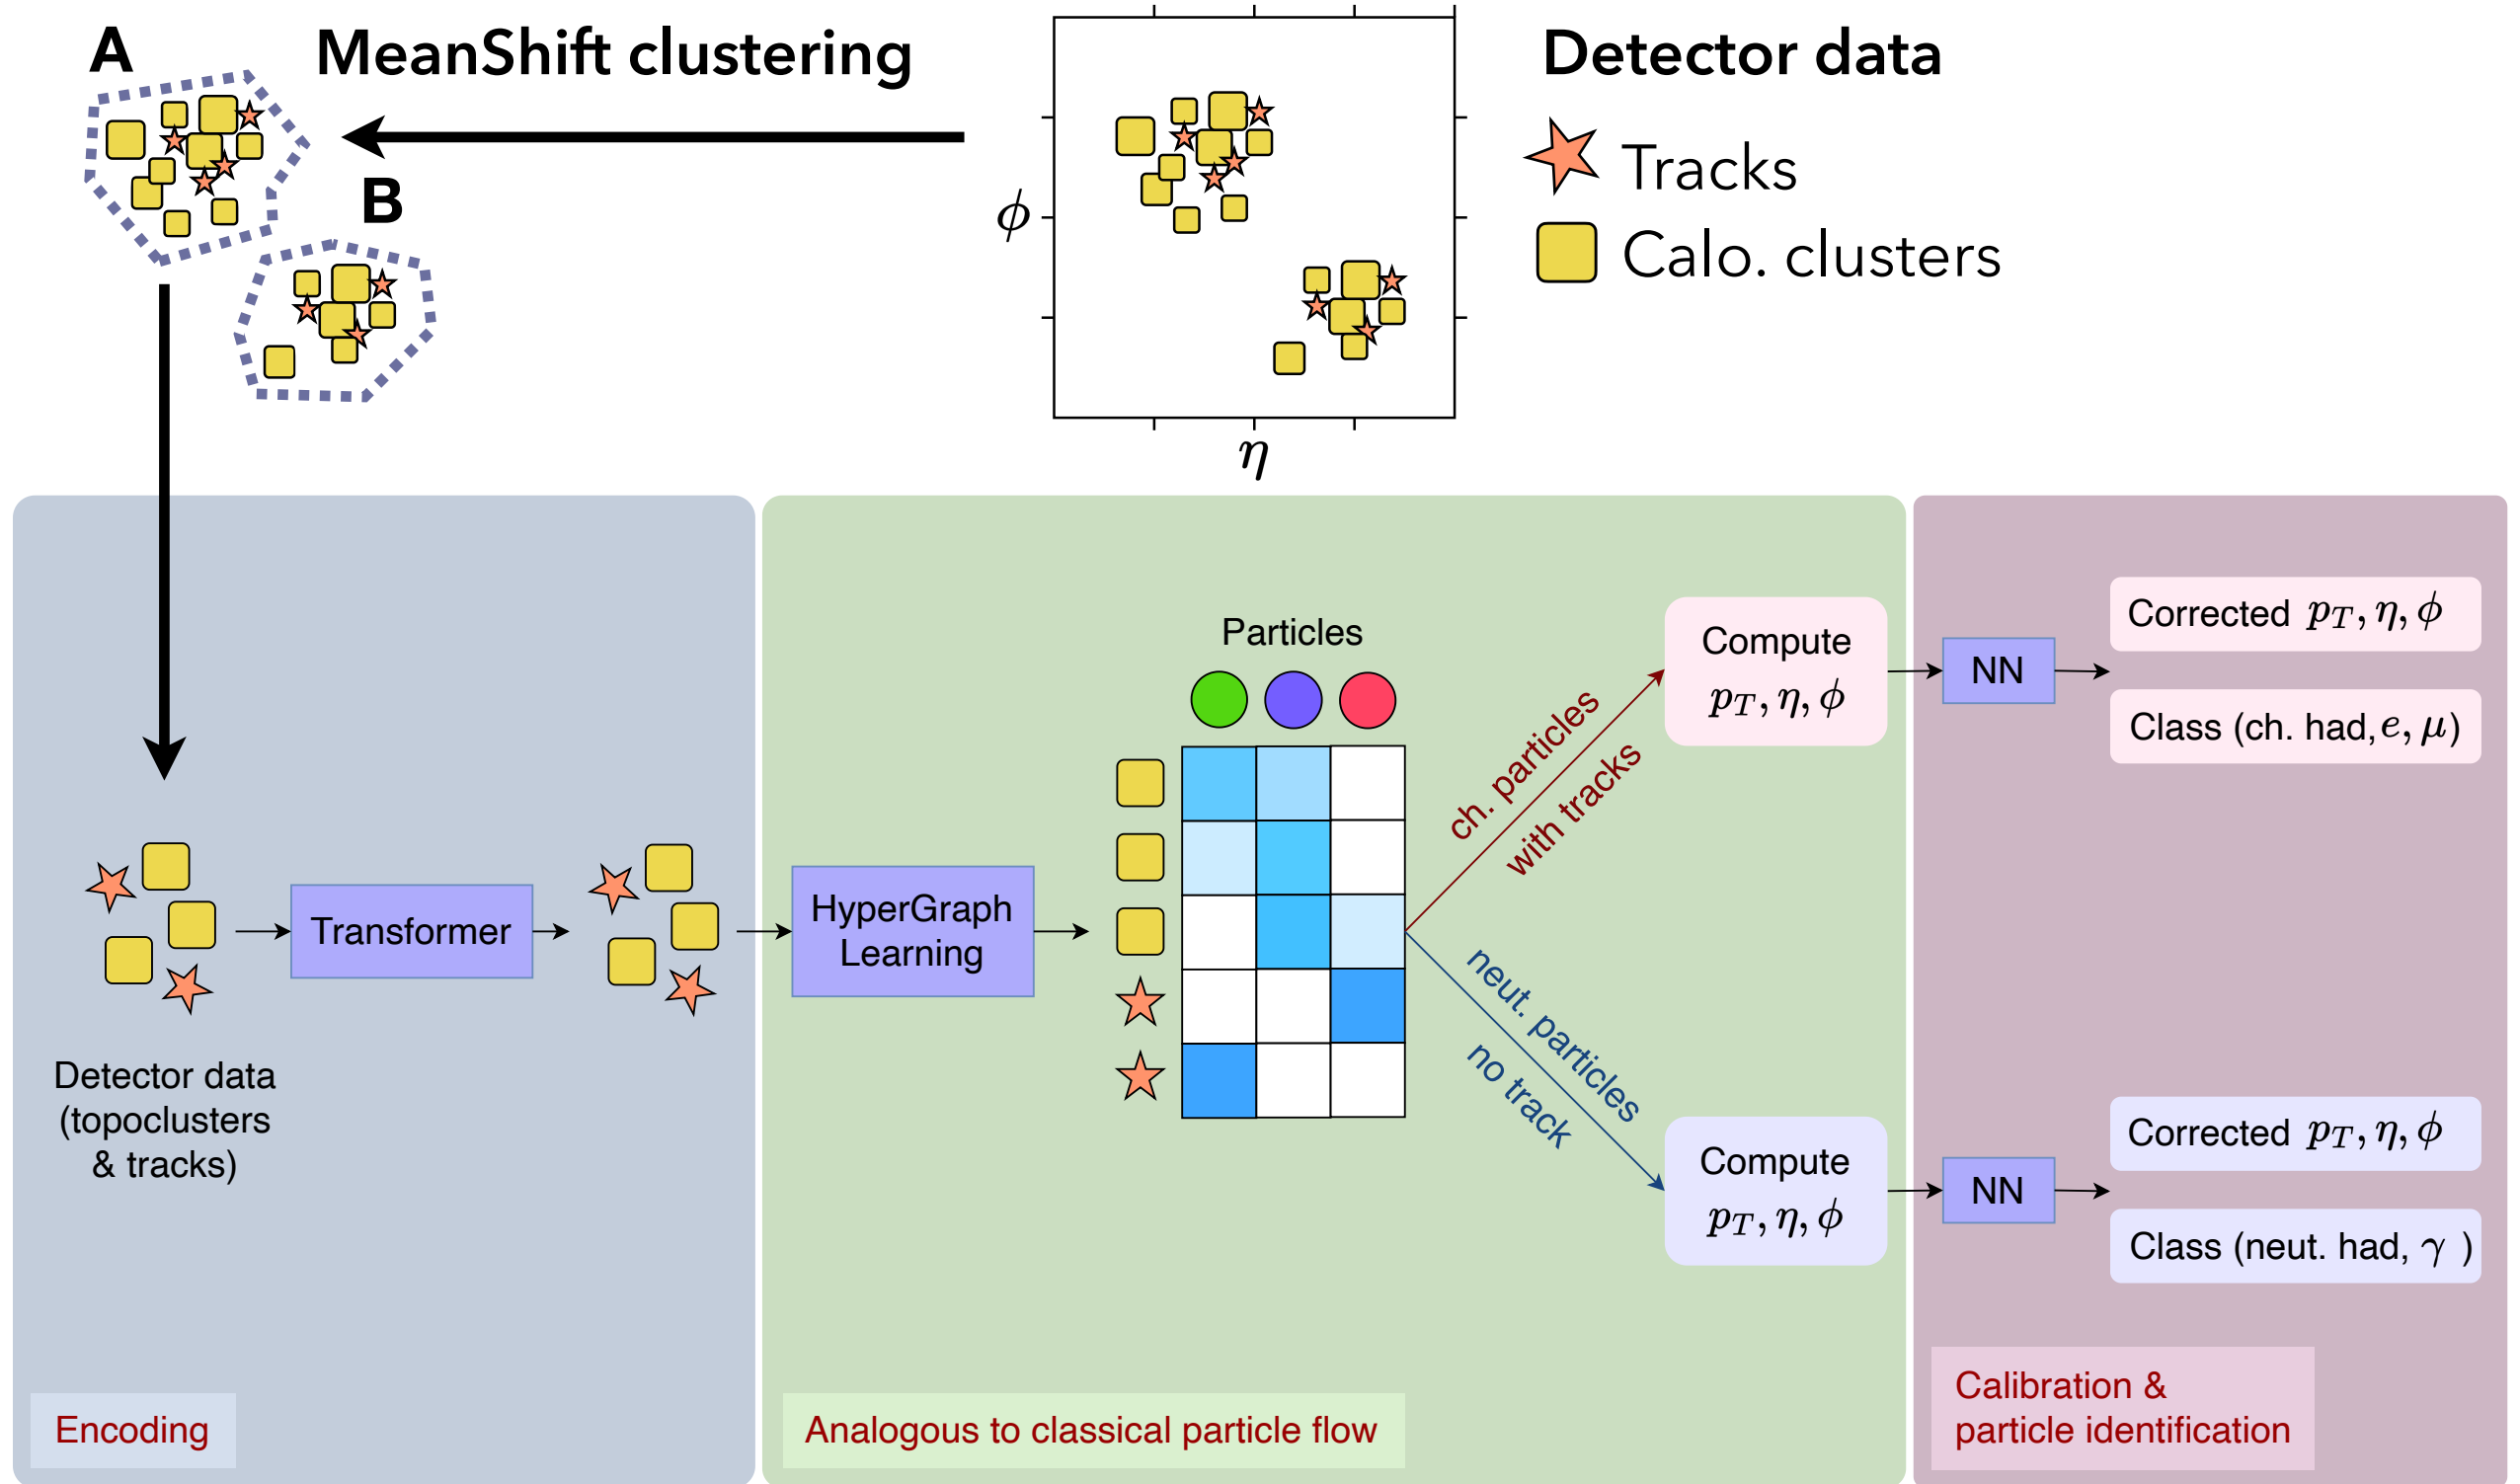 A
MeanShift clustering
Detector data
Tracks
Calo. clusters
B
ϕ
η
Particles
Compute
p_T, η, ϕ
NN
Corrected p_T, η, ϕ
Class (ch. had, e, μ)
ch. particles
with tracks
Transformer
HyperGraph
Learning
neut. particles
no track
Detector data
(topoclusters
& tracks)
Compute
p_T, η, ϕ
NN
Corrected p_T, η, ϕ
Class (neut. had, γ )
Encoding
Analogous to classical particle flow
Calibration &
particle identification